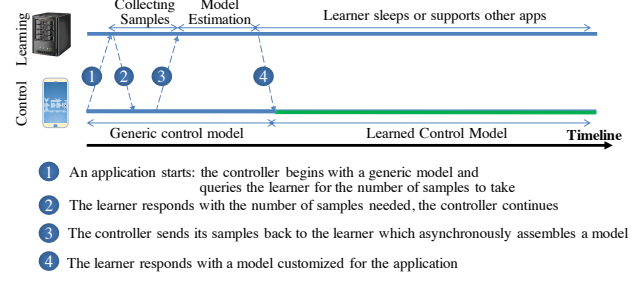 Collecting
Samples
Model
Estimation
Learner sleeps or supports other apps
Learning
1
2
3
4
Control
Generic control model
Learned Control Model
Timeline
1 An application starts: the controller begins with a generic model and
queries the learner for the number of samples to take
2 The learner responds with the number of samples needed, the controller continues
3 The controller sends its samples back to the learner which asynchronously assembles a model
4 The learner responds with a model customized for the application